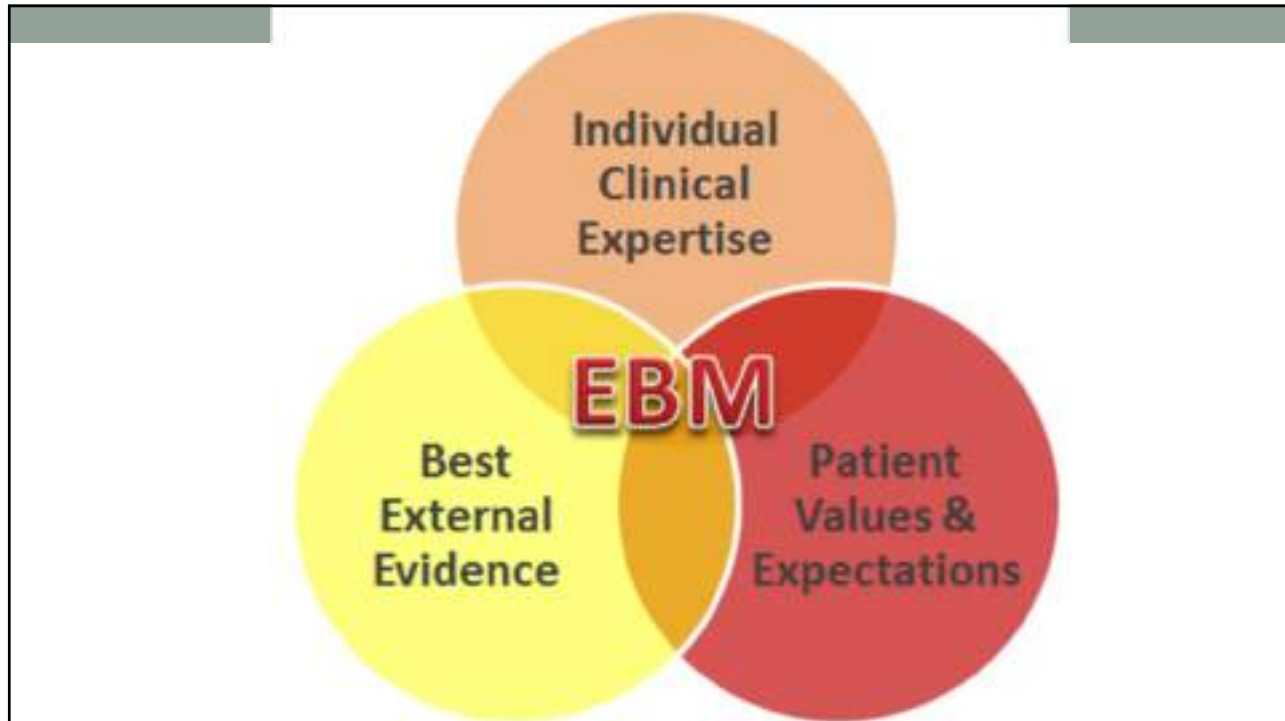 Individual
Clinical
Expertise
EBM
Best
External
Evidence
Patient
Values &
Expectations